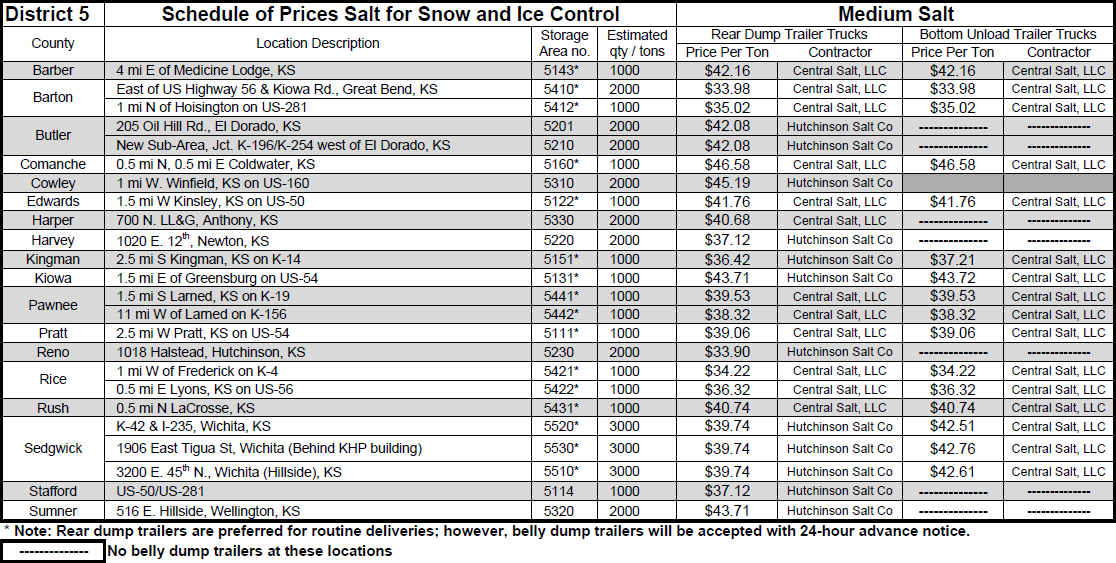 District 5 Schedule of Prices Salt for Snow and Ice Control Medium Salt
County Location Description Storage Area no. Estimated qty / tons Rear Dump Trailer Trucks Bottom Unload Trailer Trucks
Price Per Ton Contractor Price Per Ton Contractor
Barber 4 mi E of Medicine Lodge, KS 5143* 1000 $42.16 Central Salt, LLC $42.16 Central Salt, LLC
Barton East of US Highway 56 & Kiowa Rd., Great Bend, KS 5410* 2000 $33.98 Central Salt, LLC $33.98 Central Salt, LLC
1 mi N of Hoisington on US-281 5412* 1000 $35.02 Central Salt, LLC $35.02 Central Salt, LLC
Butler 205 Oil Hill Rd., El Dorado, KS 5201 2000 $42.08 Hutchinson Salt Co -------------- -------------
New Sub-Area, Jct. K-196/K-254 west of El Dorado, KS 5210 2000 $42.08 Hutchinson Salt Co -------------- -------------
Comanche 0.5 mi N, 0.5 mi E Coldwater, KS 5160* 1000 $46.58 Central Salt, LLC $46.58 Central Salt, LLC
Cowley 1 mi W. Winfield, KS on US-160 5310 2000 $45.19 Hutchinson Salt Co
Edwards 1.5 mi W Kinsley, KS on US-50 5122* 1000 $41.76 Central Salt, LLC $41.76 Central Salt, LLC
Harper 700 N. LL&G, Anthony, KS 5330 2000 $40.68 Central Salt, LLC -------------- -------------
Harvey 1020 E. 12th, Newton, KS 5220 2000 $37.12 Hutchinson Salt Co -------------- -------------
Kingman 2.5 mi S Kingman, KS on K-14 5151* 1000 $36.42 Hutchinson Salt Co $37.21 Central Salt, LLC
Kiowa 1.5 mi E of Greensburg on US-54 5131* 1000 $43.71 Hutchinson Salt Co $43.72 Central Salt, LLC
Pawnee 1.5 mi S Larned, KS on K-19 5441* 1000 $39.53 Central Salt, LLC $39.53 Central Salt, LLC
11 mi W of Larned on K-156 5442* 1000 $38.32 Central Salt, LLC $38.32 Central Salt, LLC
Pratt 2.5 mi W Pratt, KS on US-54 5111* 1000 $39.06 Central Salt, LLC $39.06 Central Salt, LLC
Reno 1018 Halstead, Hutchinson, KS 5230 2000 $33.90 Hutchinson Salt Co -------------- -------------
Rice 1 mi W of Frederick on K-4 5421* 1000 $34.22 Central Salt, LLC $34.22 Central Salt, LLC
0.5 mi E Lyons, KS on US-56 5422* 1000 $36.32 Central Salt, LLC $36.32 Central Salt, LLC
Rush 0.5 mi N LaCrosse, KS 5431* 1000 $40.74 Central Salt, LLC $40.74 Central Salt, LLC
Sedgwick K-42 & I-235, Wichita, KS 5520* 3000 $39.74 Hutchinson Salt Co $42.51 Central Salt, LLC
1906 East Tigua St, Wichita (Behind KHP building) 5530* 3000 $39.74 Hutchinson Salt Co $42.76 Central Salt, LLC
3200 E. 45th N., Wichita (Hillside), KS 5510* 3000 $39.74 Hutchinson Salt Co $42.61 Central Salt, LLC
Stafford US-50/US-281 5114 1000 $37.12 Hutchinson Salt Co -------------- -------------
Sumner 516 E. Hillside, Wellington, KS 5320 2000 $43.71 Hutchinson Salt Co -------------- -------------
* Note: Rear dump trailers are preferred for routine deliveries; however, belly dump trailers will be accepted with 24-hour advance notice.
-------------- No belly dump trailers at these locations